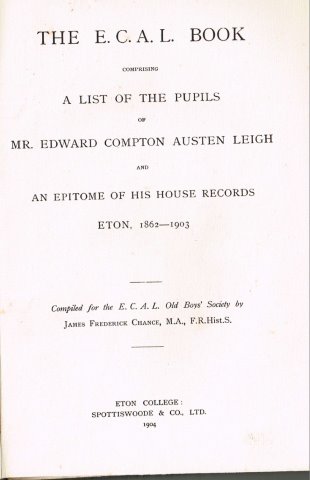 THE E. C. A. L. BOOK
COMPRISING
A LIST OF THE PUPILS
OF
MR. EDWARD COMPTON AUSTEN LEIGH
AND
AN EPITOME OF HIS HOUSE RECORDS
ETON, 1862—1903
Compiled for the E. C. A. L. Old Boys' Society by
JAMES FREDERICK CHANCE, M.A., F.R.Hist.S.
ETON COLLEGE:
SPOTTISWOODE & CO., LTD.
1904